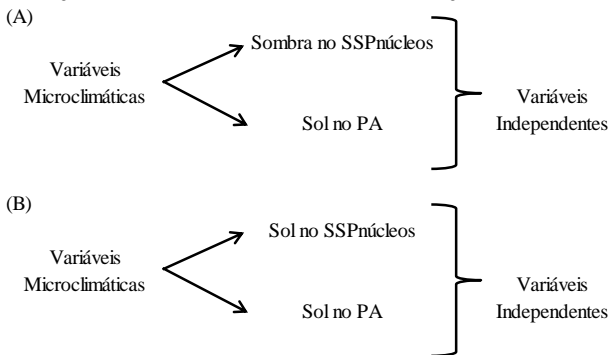 (A)
Sombra no SSPnúcleos
Variáveis
Microclimáticas
Sol no PA
Variáveis
Independentes
(B)
Sol no SSPnúcleos
Variáveis
Microclimáticas
Sol no PA
Variáveis
Independentes